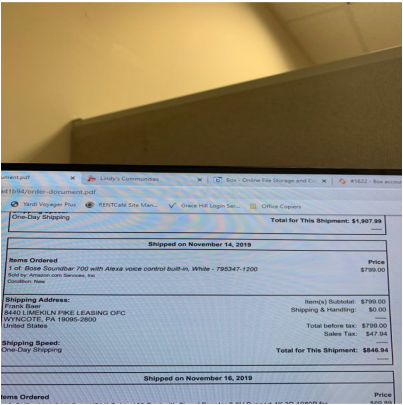 ument.pdf
Lindy's Communities
Box - Online File Storage and Co
#1622 - Box accoun
e41694/order-document.pdf
Yardi Voyager Plus
RENTCafé Site Man...
Grace Hill Login Ser...
Office Copiers
One-Day Shipping
Total for This Shipment: $1,907.99
Shipped on November 14, 2019
Items Ordered
Price
1 of: Bose Soundbar 700 with Alexa voice control built-in, White - 795347-1200
$799.00
Sold by: Amazon.com Services, Inc
Condition: New
Shipping Address:
Item(s) Subtotal: $799.00
Frank Baer
Shipping & Handling: $0.00
8440 LIMEKILN PIKE LEASING OFC
-----
WYNCOTE, PA 19095-2800
Total before tax: $799.00
United States
Sales Tax: $47.94
-----
Shipping Speed:
One-Day Shipping
Total for This Shipment: $846.94
-----
Shipped on November 16, 2019
Items Ordered
Price